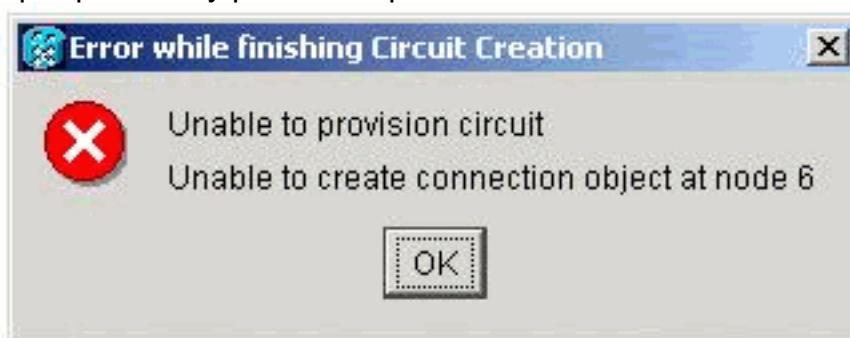 Error while finishing Circuit Creation
Unable to provision circuit
Unable to create connection object at node 6
OK